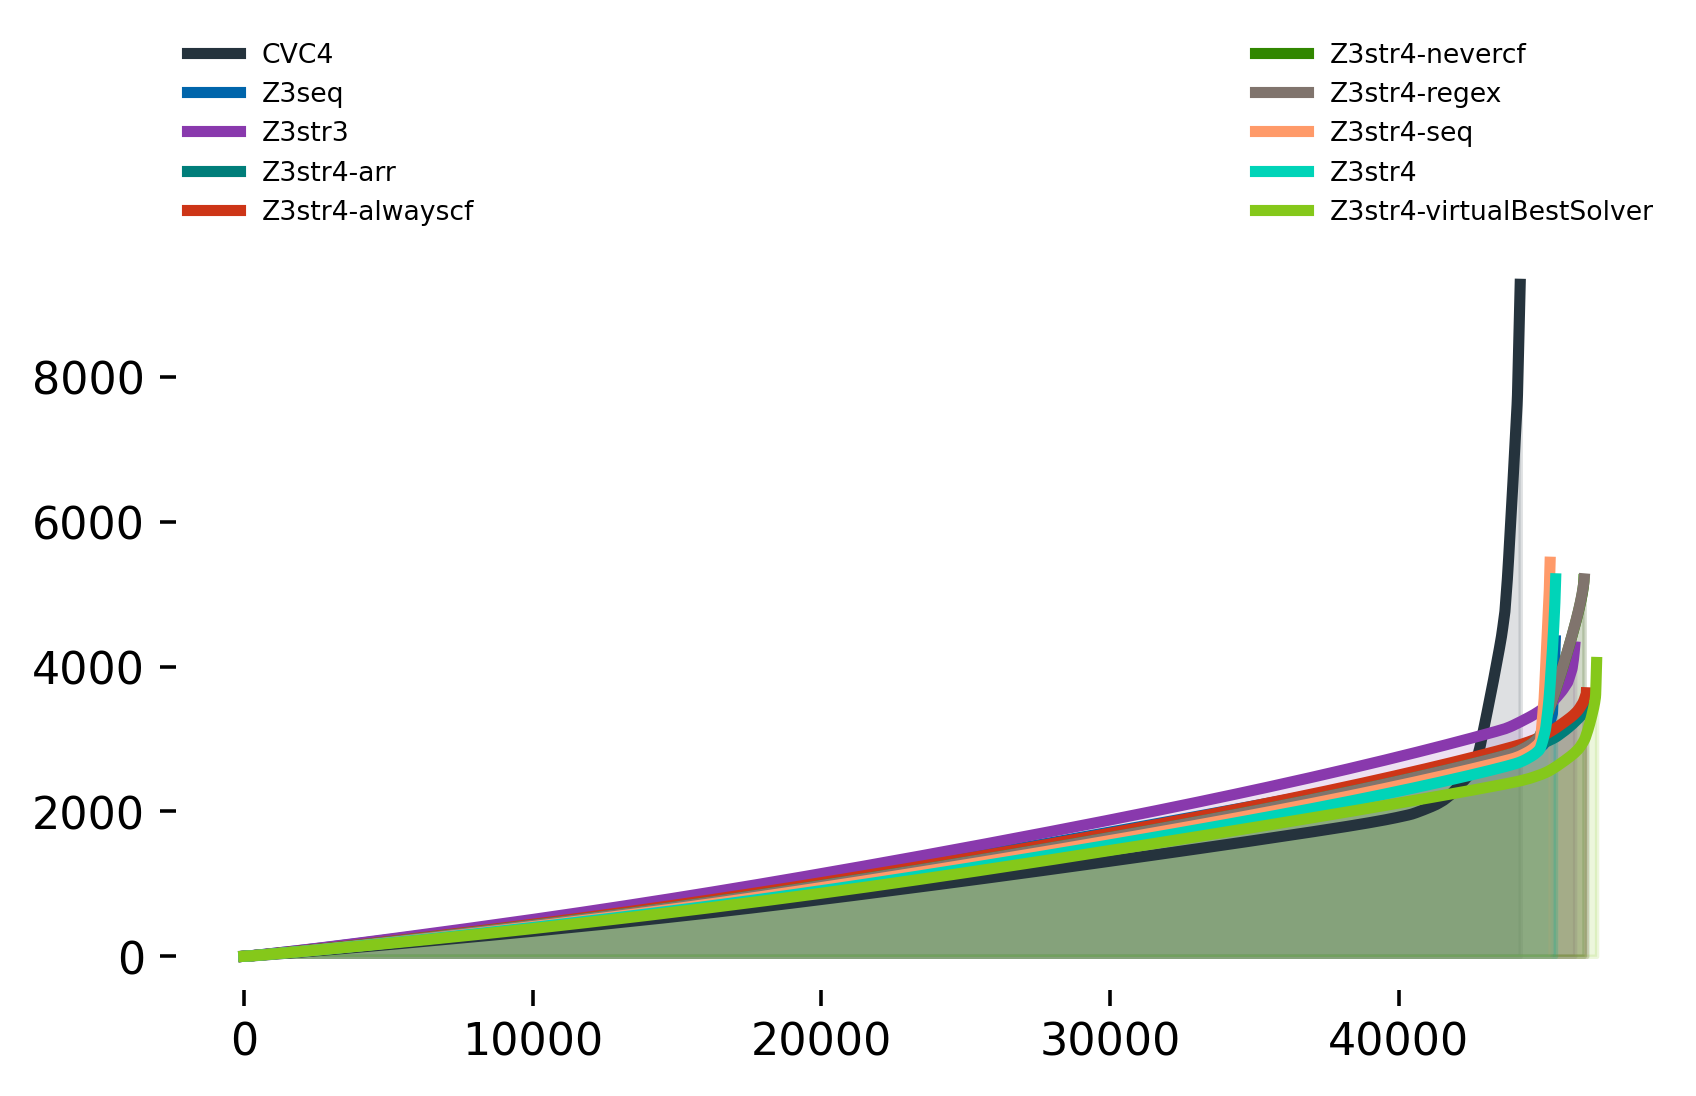 CVC4
Z3seq
Z3str3
Z3str4-arr
Z3str4-alwayscf
Z3str4-nevercf
Z3str4-regex
Z3str4-seq
Z3str4
Z3str4-virtualBestSolver
8000
6000
4000
2000
0
0 10000 20000 30000 40000